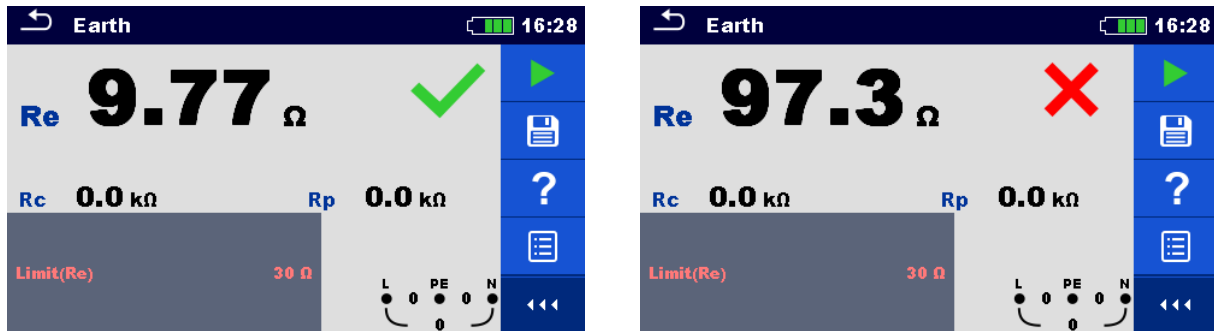 Earth 16:28
Re 9.77 Ω
Rc 0.0 kΩ Rp 0.0 kΩ
?
Limit(Re) 30 Ω
L PE N
0 0
0
Earth 16:28
Re 97.3 Ω
Rc 0.0 kΩ Rp 0.0 kΩ
?
Limit(Re) 30 Ω
L PE N
0 0
0